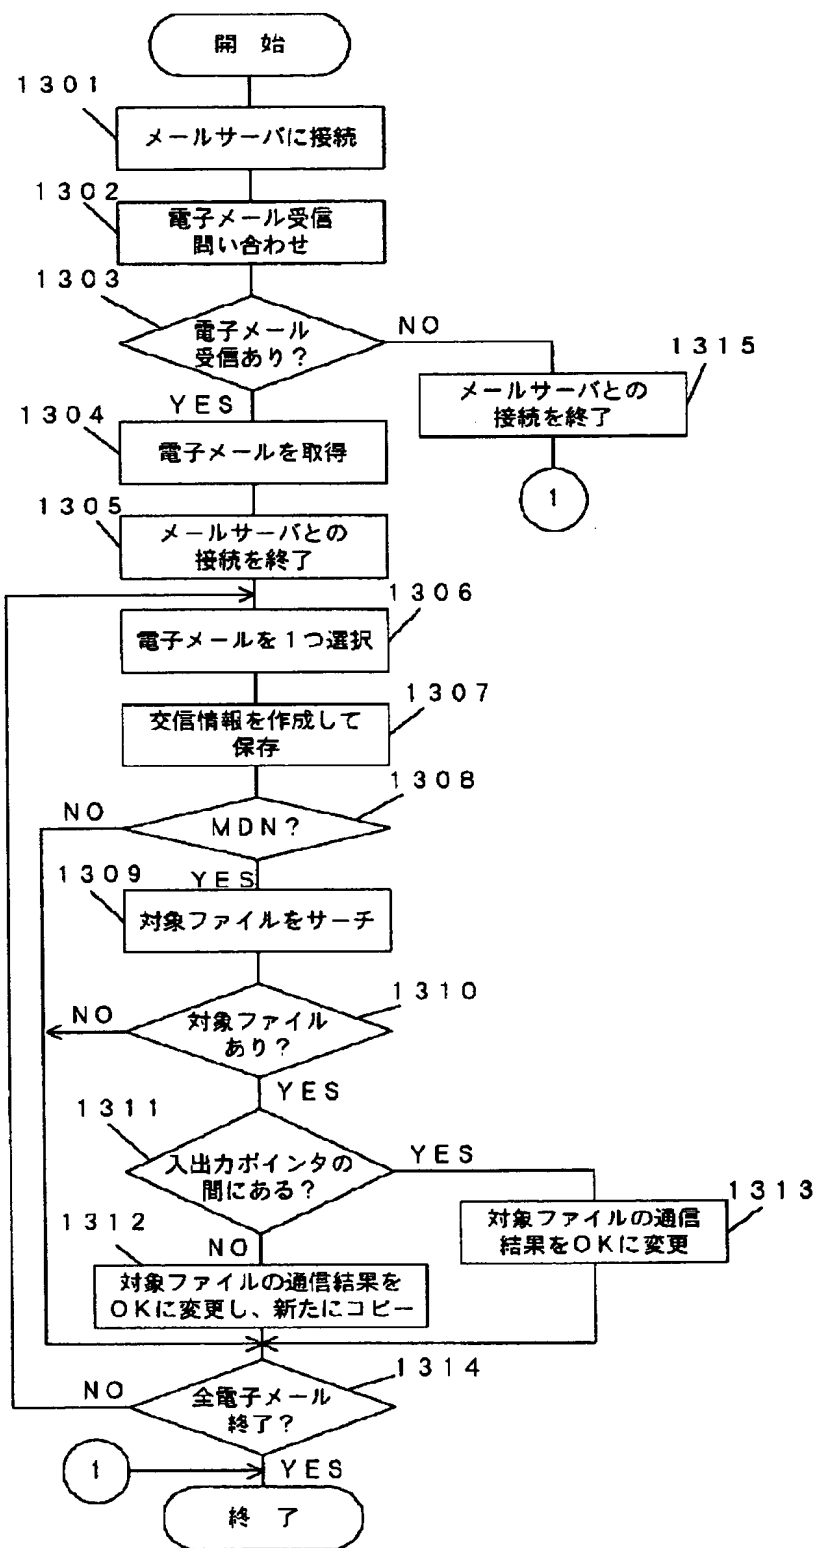 開 始
1301
メールサーバに接続
1302
電子メール受信
問い合わせ
1303
電子メール
受信あり?
NO
YES
1315
メールサーバとの
接続を終了
1
1304
電子メールを取得
1305
メールサーバとの
接続を終了
1306
電子メールを1つ選択
1307
交信情報を作成して
保存
1308
MDN?
NO
YES
1309
対象ファイルをサーチ
1310
対象ファイル
あり?
NO
YES
1311
入出力ポインタの
間にある?
YES
NO
1313
対象ファイルの通信
結果をOKに変更
1312
対象ファイルの通信結果を
OKに変更し、新たにコピー
1314
全電子メール
終了?
NO
YES
1
終 了